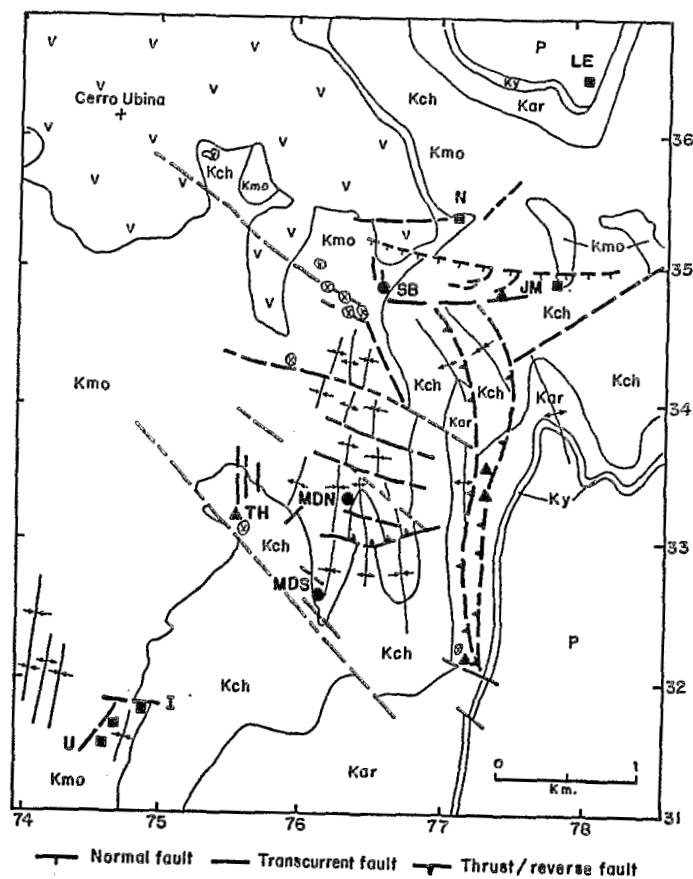 P
LE
V
V
V
V
Ky
Kch
Cerro Ubina
Kar
V
V
V
V
36
Kmo
V
Kch
V
V
Kmo
N
V
Kmo
V
Kmo
V
35
SB
JM
V
Kch
Kmo
Kch
Kch
Kch
Kar
34
Kar
MDN
Ky
TH
Kch
33
MDS
P
Kch
Kch
32
I
U
0 1
Km.
Kmo
Kar
31
74 75 76 77 78
Normal fault Transcurrent fault Thrust/reverse fault